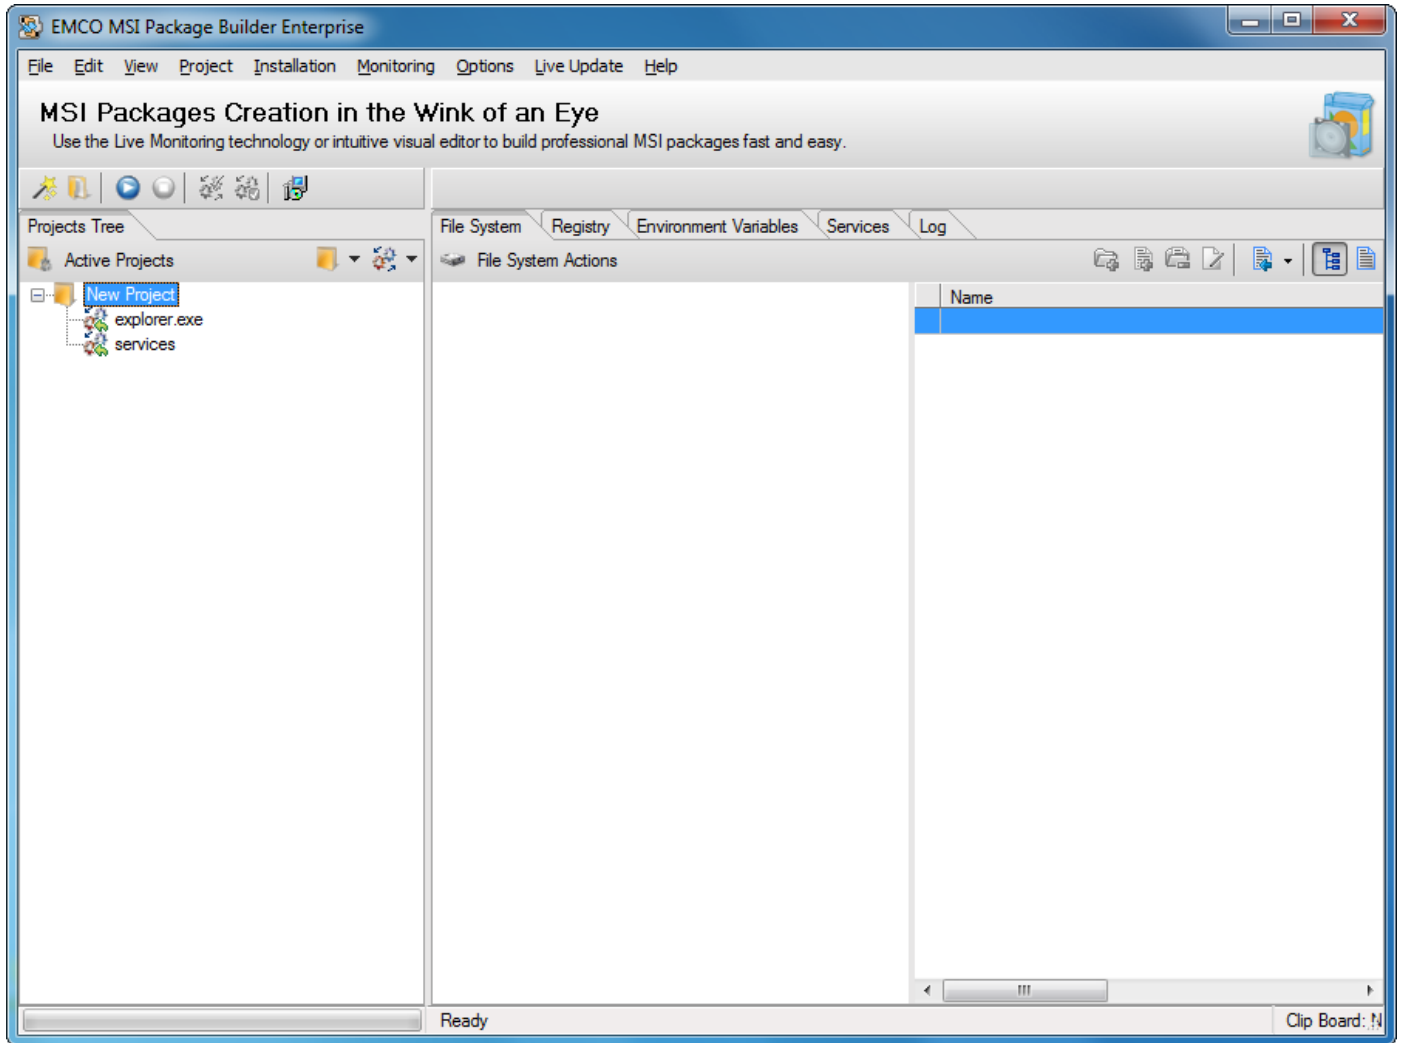 EMCO MSI Package Builder Enterprise
File Edit View Project Installation Monitoring Options Live Update Help
MSI Packages Creation in the Wink of an Eye
Use the Live Monitoring technology or intuitive visual editor to build professional MSI packages fast and easy.
Projects Tree
File System Registry Environment Variables Services Log
Active Projects
File System Actions
New Project
Name
explorer.exe
services
Ready
Clip Board: N